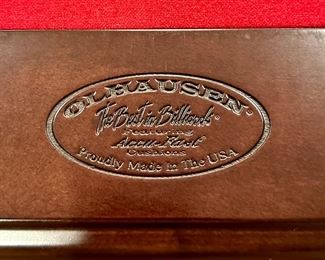 OLHAUSEN®
The Best in Billiards®
Featuring
Accu-Fast®
Cushions
Proudly Made in The USA